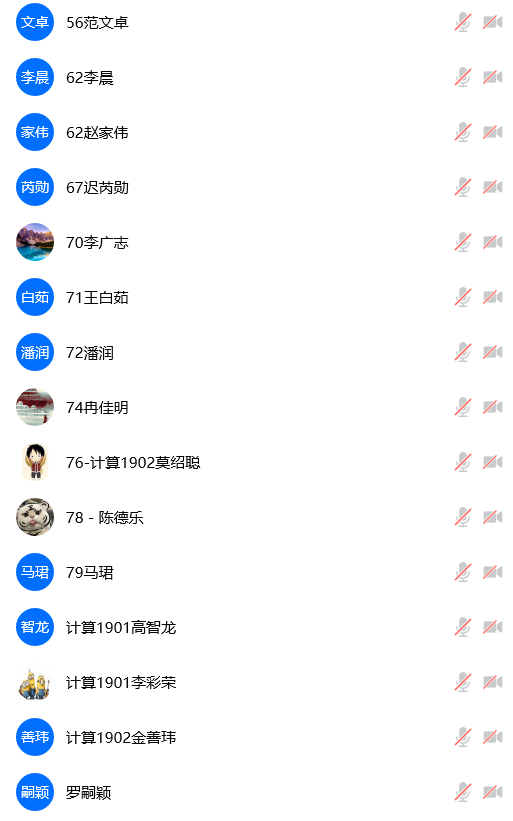 文卓 56范文卓
李晨 62李晨
家伟 62赵家伟
芮勋 67迟芮勋
70李广志
白茹 71王白茹
潘润 72潘润
74冉佳明
76-计算1902莫绍聪
78 - 陈德乐
马珺 79马珺
智龙 计算1901高智龙
计算1901李彩荣
善玮 计算1902金善玮
嗣颖 罗嗣颖